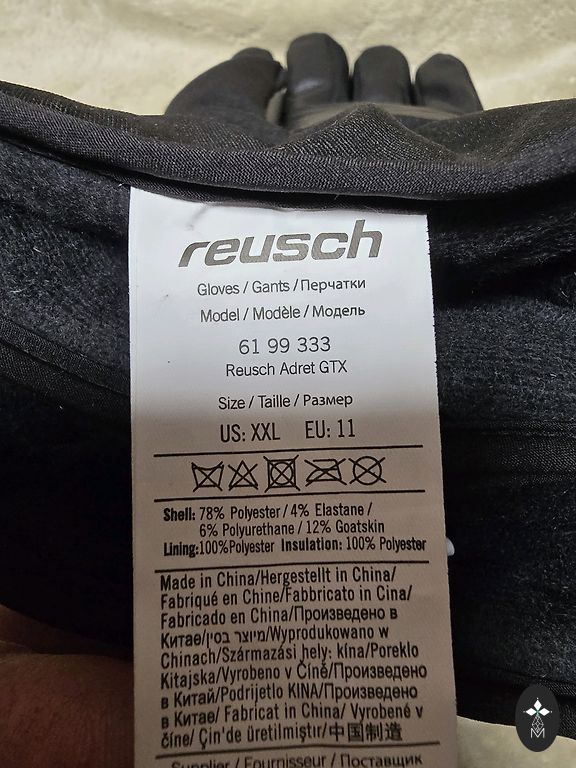 reusch
Gloves / Gants / Перчатки
Model / Modèle / Модель
61 99 333
Reusch Adret GTX
Size / Taille / Размер
US: XXL EU: 11
Shell: 78% Polyester / 4% Elastane /
6% Polyurethane / 12% Goatskin
Lining:100%Polyester Insulation: 100% Polyester
Made in China/Hergestellt in China/
Fabriqué en Chine/Fabbricato in Cina/
Fabricado en China/Произведено в
Китае/מיוצר בסין/Wyprodukowano w
Chinach/Származási hely: kína/Poreklo
Kitajska/Vyrobeno v Číně/Произведено
в Китай/Podrijetlo KINA/Произведено
в Китае/ Fabricat in China/ Vyrobené v
číne/ Çin'de üretilmiştir/中国制造
Supplier / Fournisseur / Поставщик
M